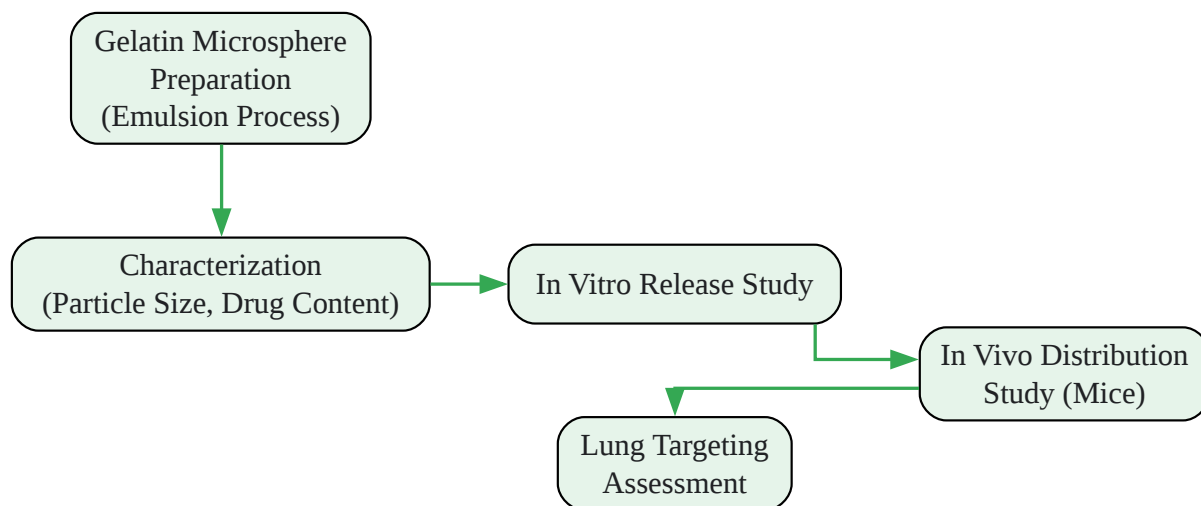 Gelatin Microsphere
Preparation
(Emulsion Process)
Characterization
(Particle Size, Drug Content)
In Vitro Release Study
In Vivo Distribution
Study (Mice)
Lung Targeting
Assessment